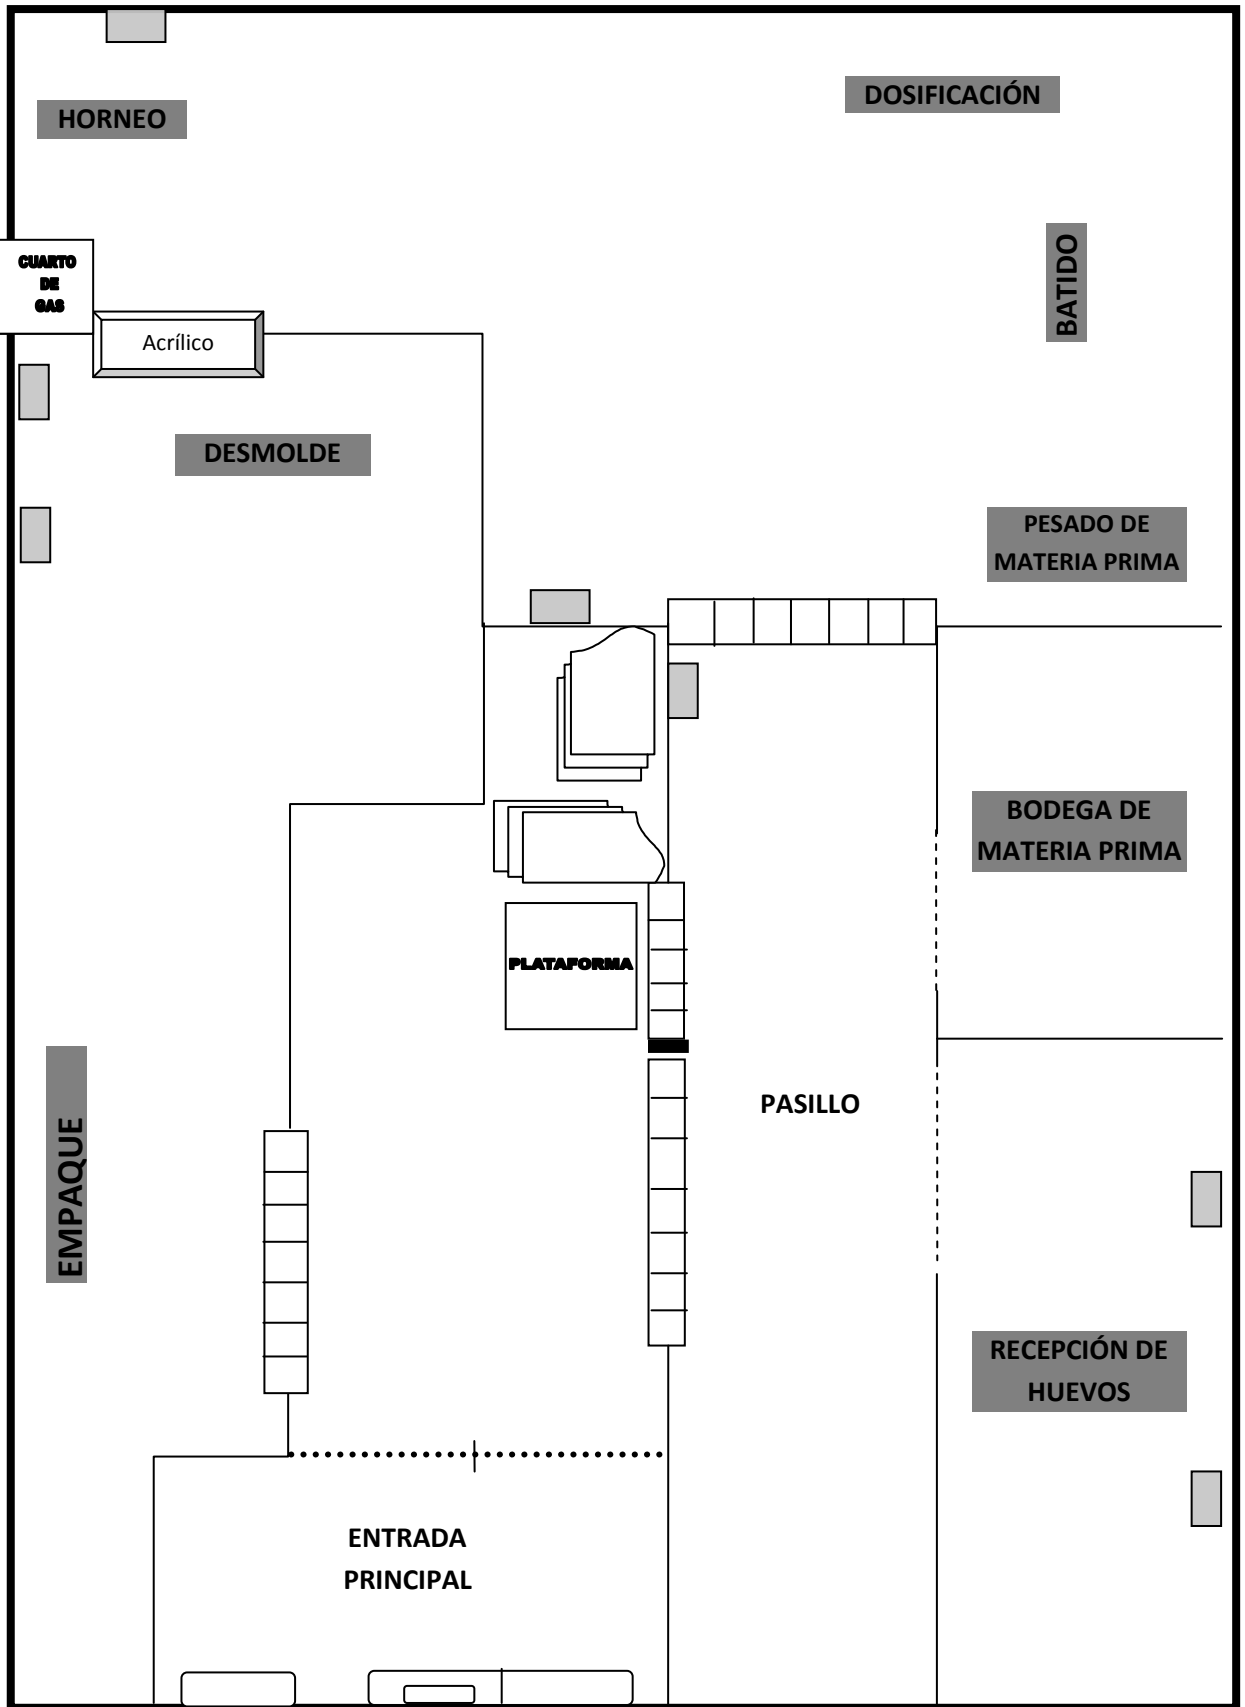 DOSIFICACIÓN
HORNEO
BATIDO
CUARTO
DE
GAS
Acrílico
DESMOLDE
PESADO DE
MATERIA PRIMA
BODEGA DE
MATERIA PRIMA
PLATAFORMA
PASILLO
EMPAQUE
RECEPCIÓN DE
HUEVOS
ENTRADA
PRINCIPAL